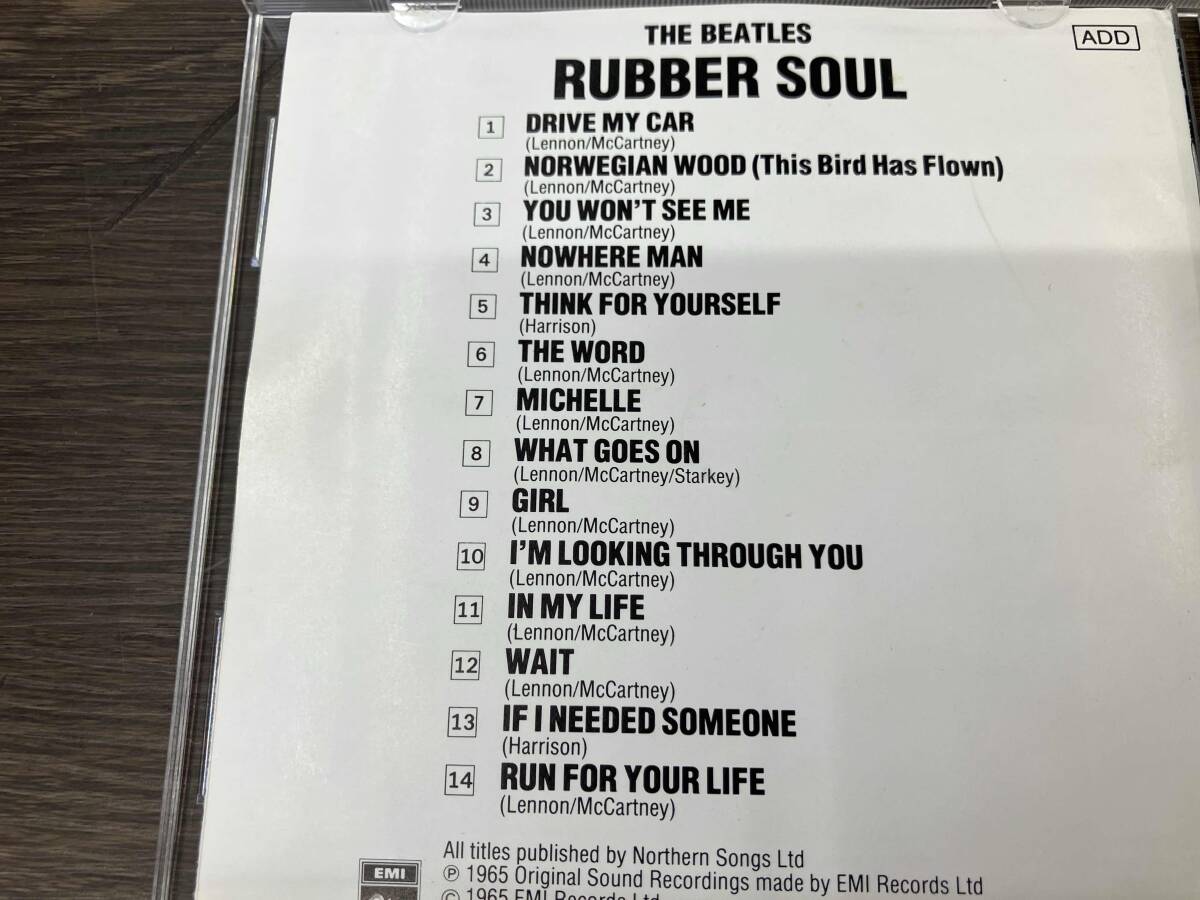 THE BEATLES
ADD
RUBBER SOUL
1 DRIVE MY CAR
(Lennon/McCartney)
2 NORWEGIAN WOOD (This Bird Has Flown)
(Lennon/McCartney)
3 YOU WON'T SEE ME
(Lennon/McCartney)
4 NOWHERE MAN
(Lennon/McCartney)
5 THINK FOR YOURSELF
(Harrison)
6 THE WORD
(Lennon/McCartney)
7 MICHELLE
(Lennon/McCartney)
8 WHAT GOES ON
(Lennon/McCartney/Starkey)
9 GIRL
(Lennon/McCartney)
10 I'M LOOKING THROUGH YOU
(Lennon/McCartney)
11 IN MY LIFE
(Lennon/McCartney)
12 WAIT
(Lennon/McCartney)
13 IF I NEEDED SOMEONE
(Harrison)
14 RUN FOR YOUR LIFE
(Lennon/McCartney)
All titles published by Northern Songs Ltd
EMI
℗ 1965 Original Sound Recordings made by EMI Records Ltd
© 1965 EMI Records Ltd